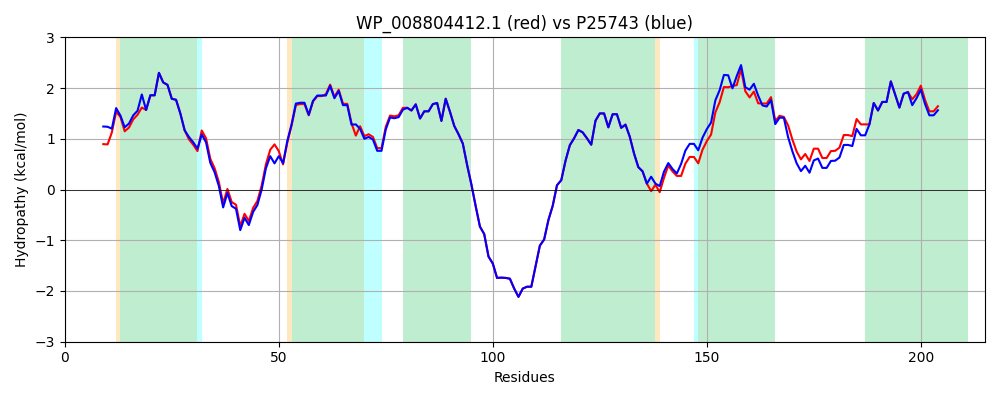 WP_008804412.1 (red) vs P25743 (blue)
Hydropathy (kcal/mol)
3
2
1
0
−1
−2
−3
0 50 100 150 200
Residues